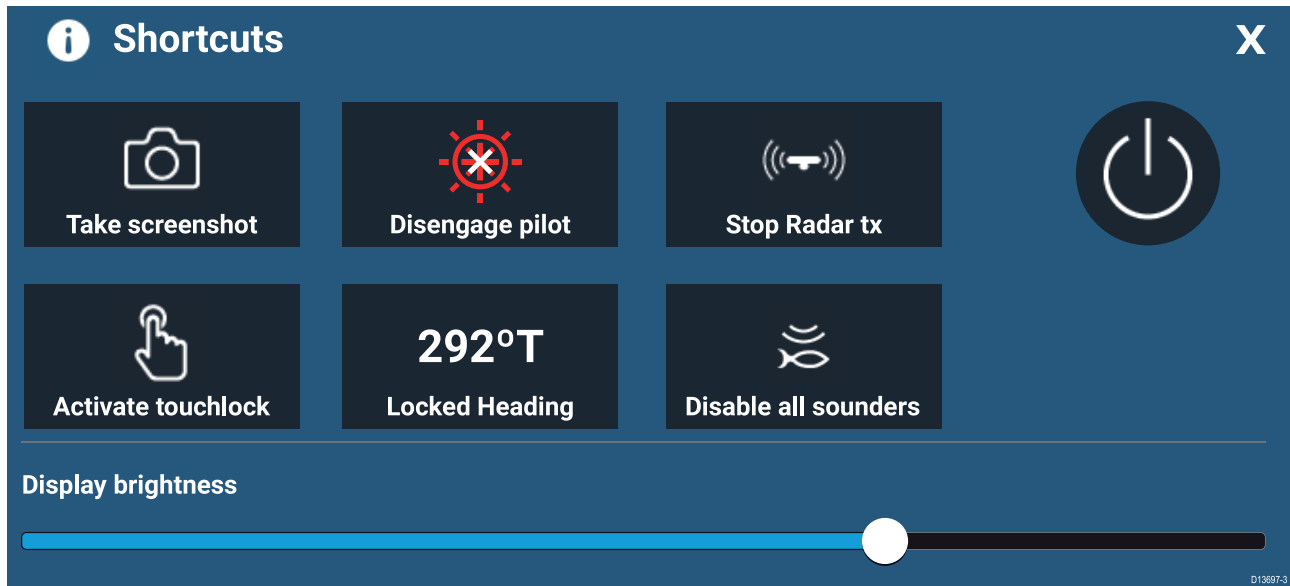 Shortcuts
X
Take screenshot
Disengage pilot
Stop Radar tx
Activate touchlock
292ºT
Locked Heading
Disable all sounders
Display brightness
D13697-3